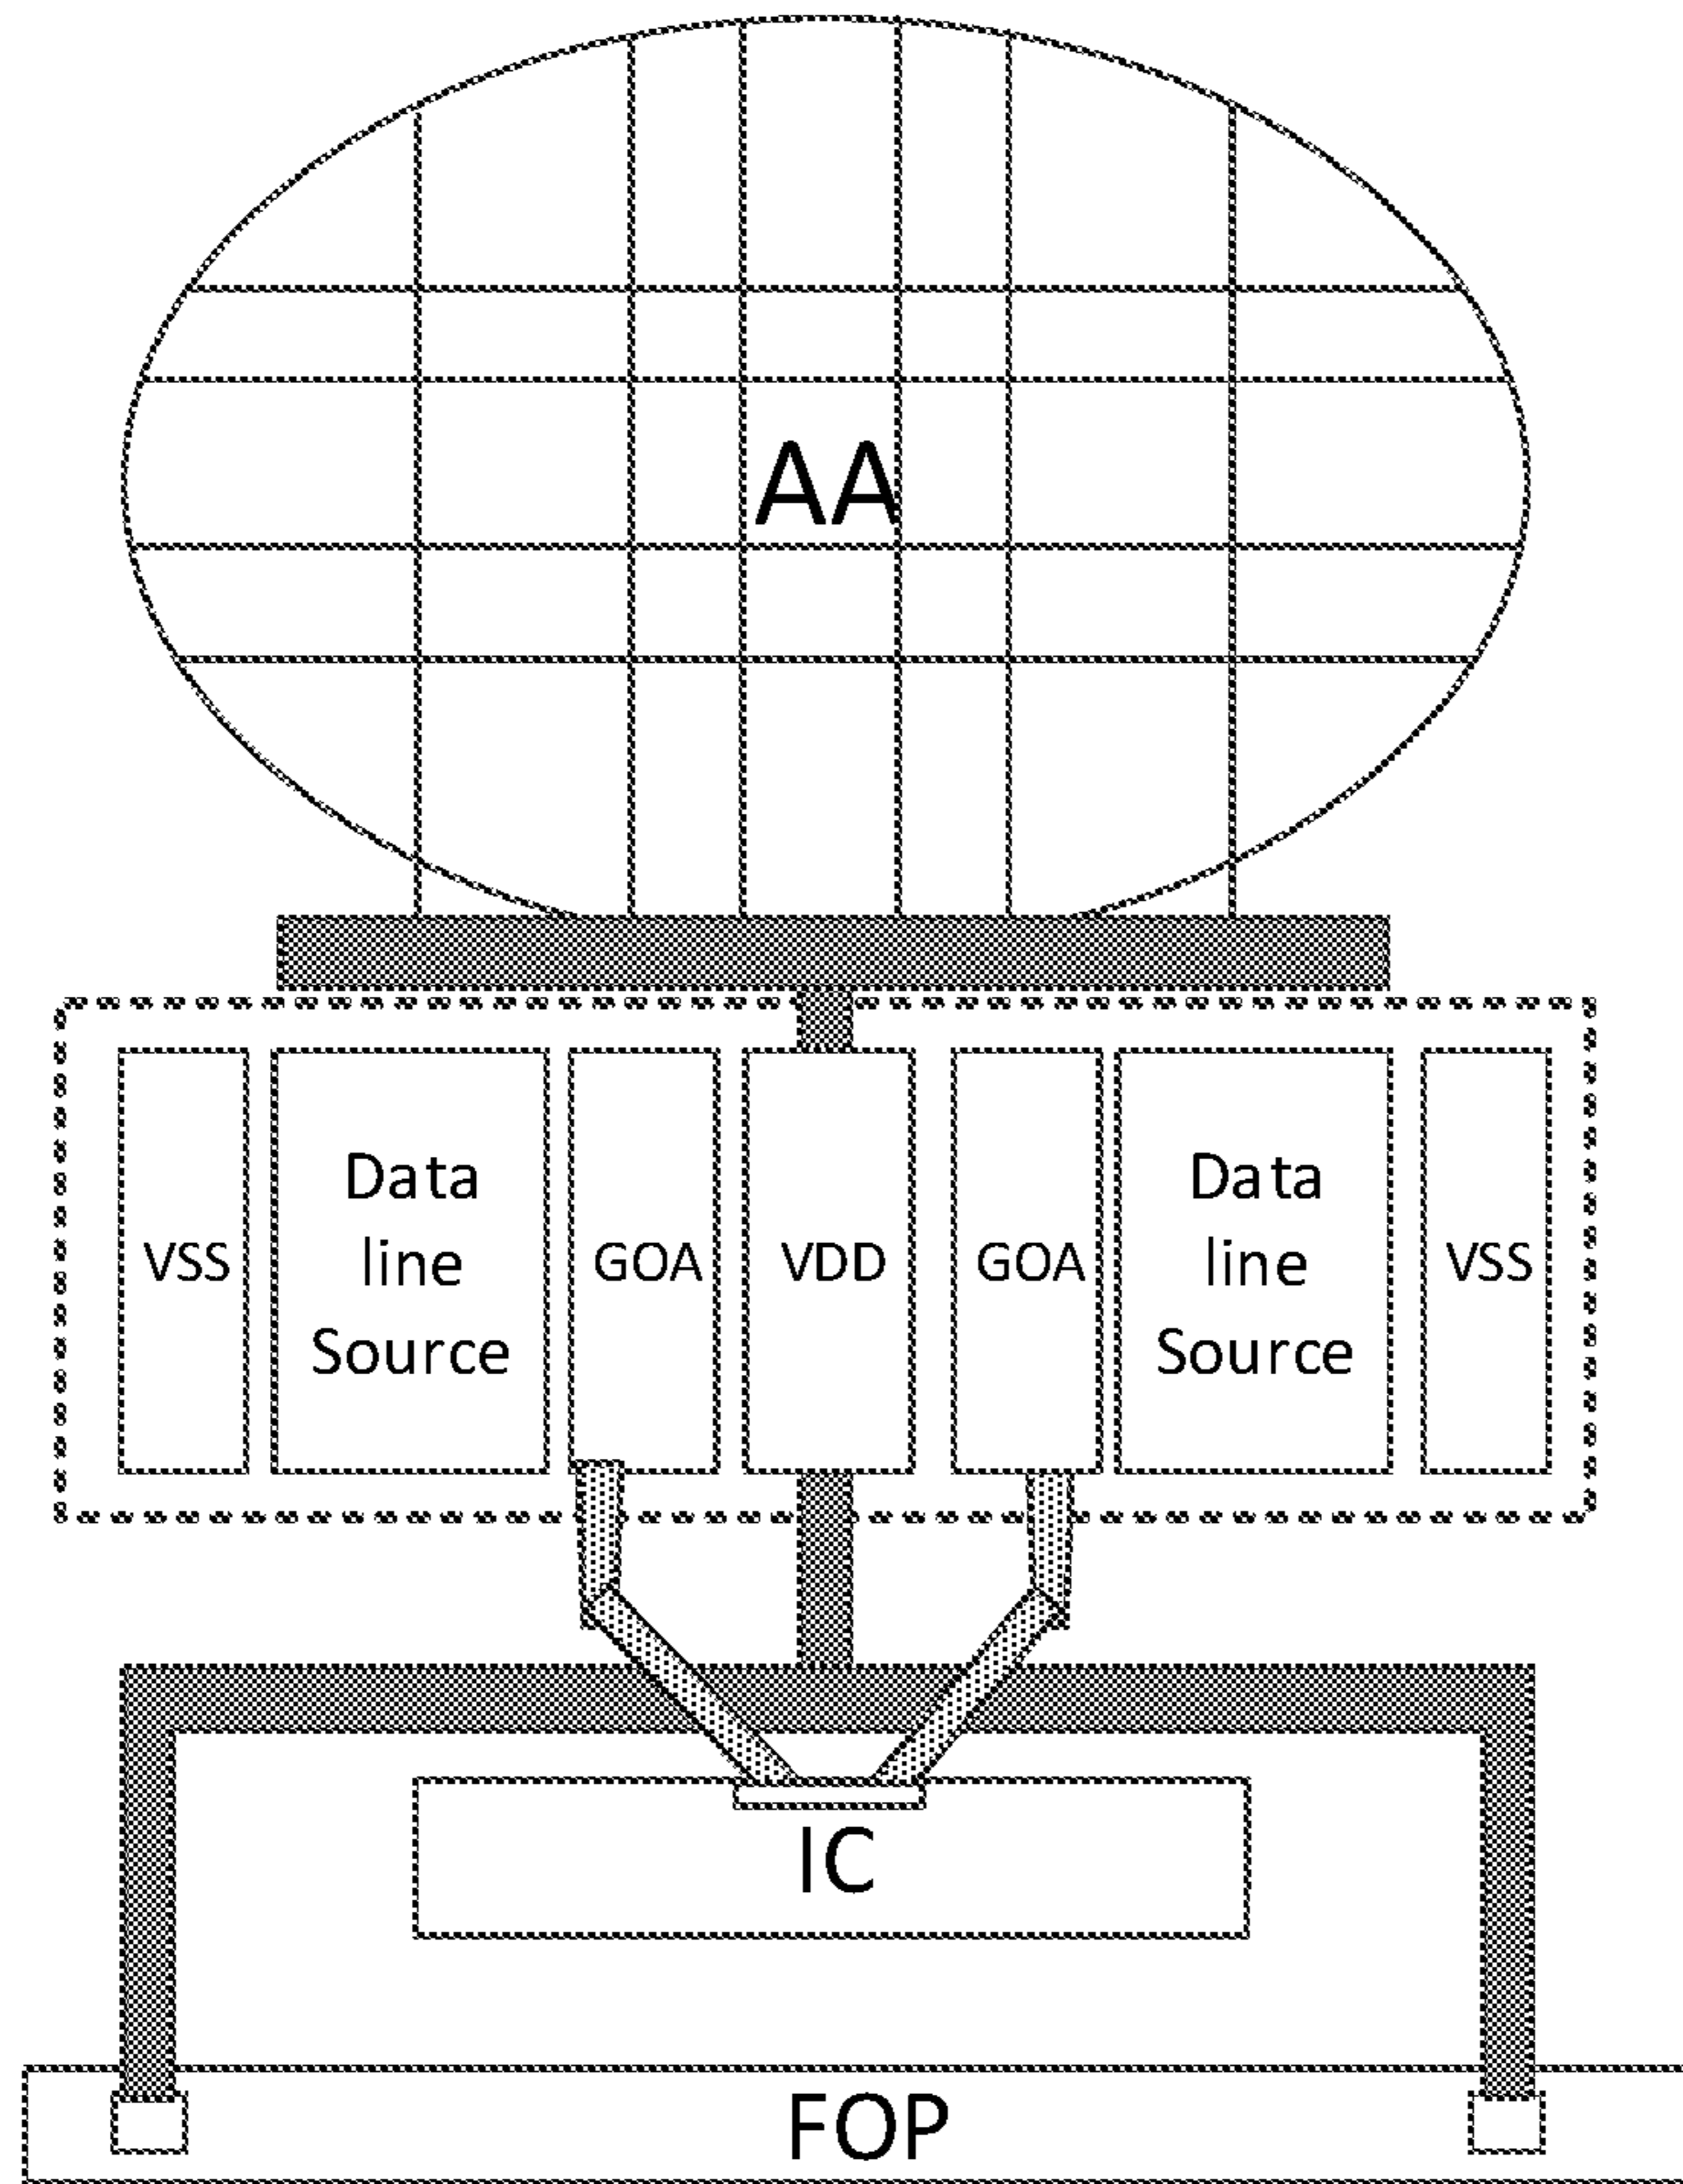 AA
VSS
Data
line
Source
GOA
VDD
GOA
Data
line
Source
VSS
IC
FOP